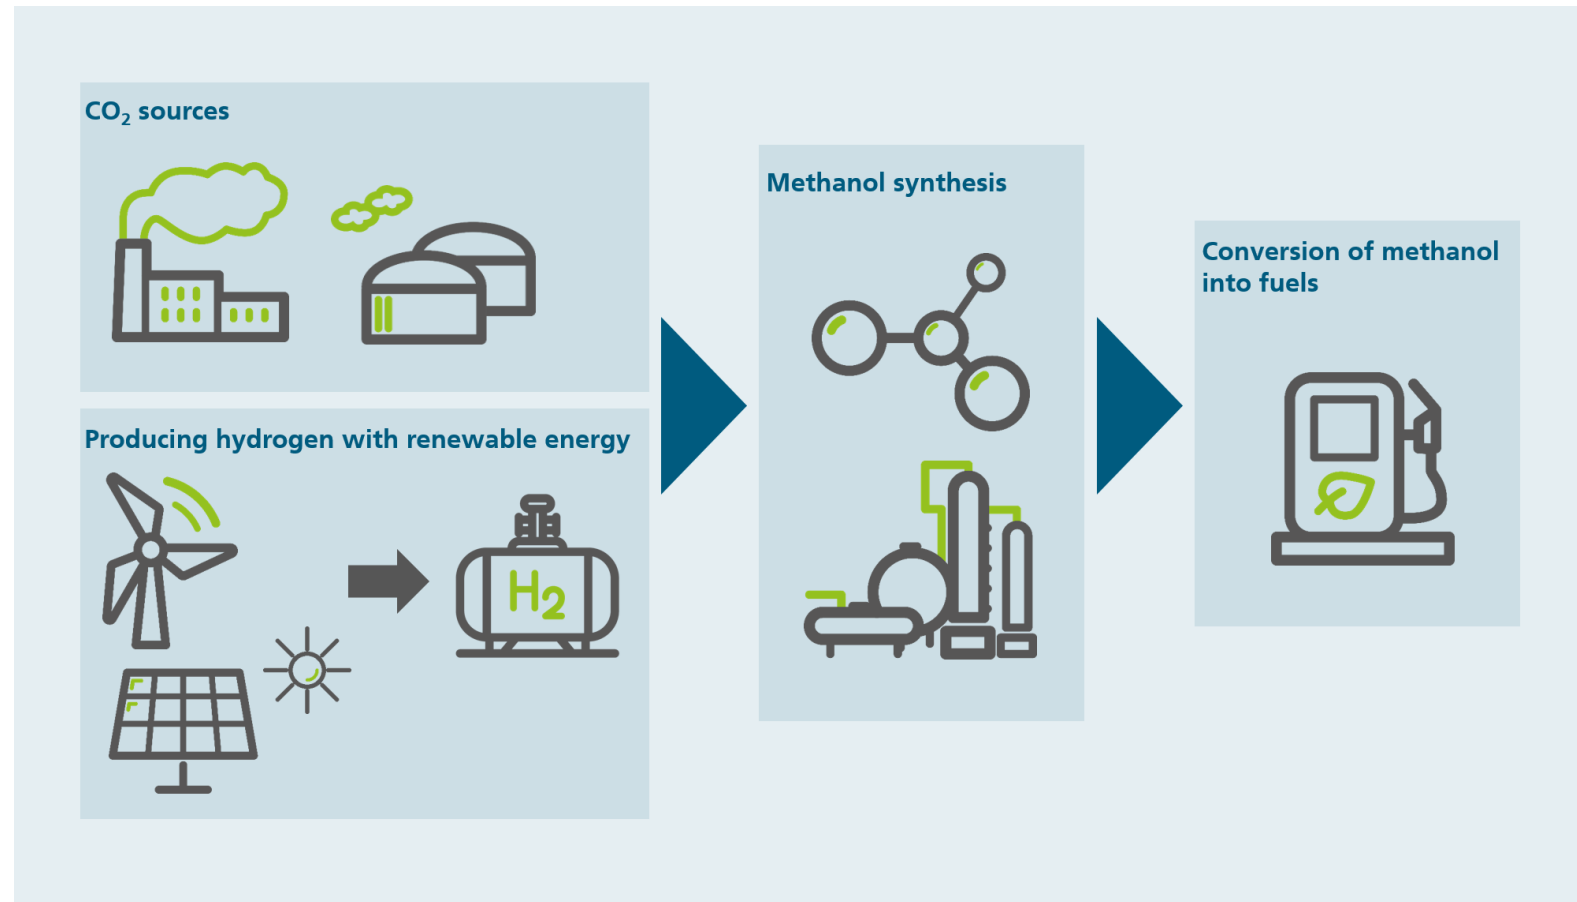 CO₂ sources
Producing hydrogen with renewable energy
H2
Methanol synthesis
Conversion of methanol
into fuels